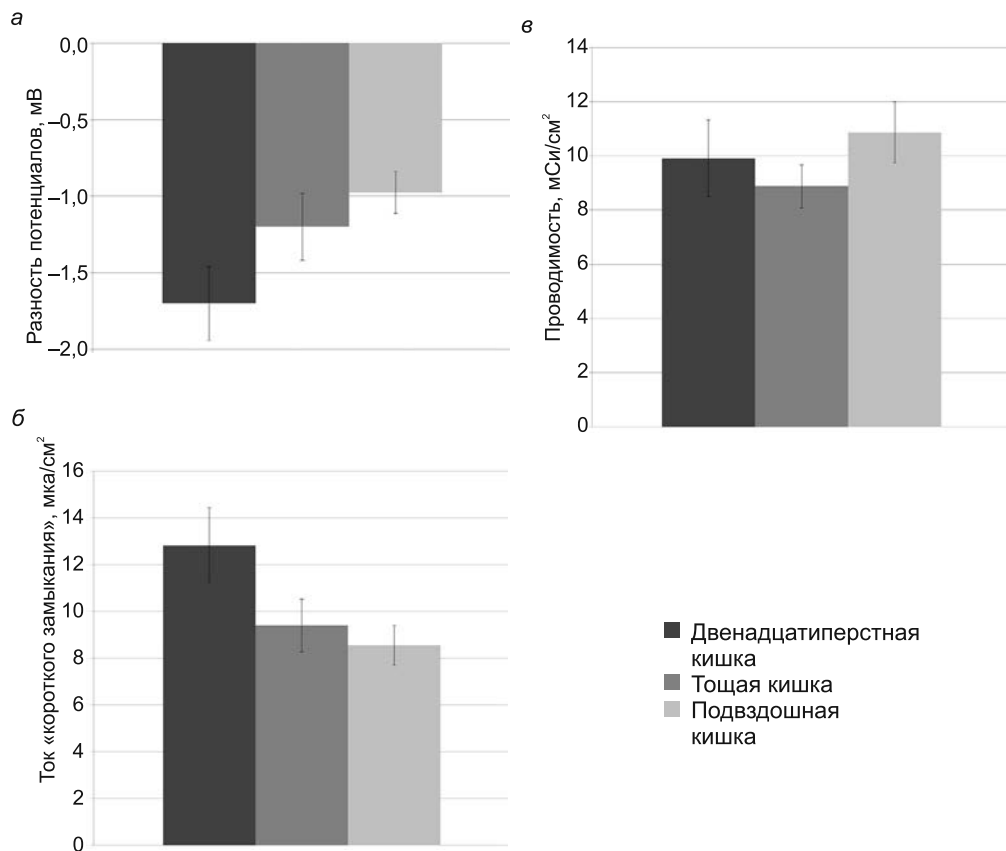 а
Разность потенциалов, мВ
0,0
–0,5
–1,0
–1,5
–2,0
в
Проводимость, мСи/см²
14
12
10
8
6
4
2
0
б
Ток «короткого замыкания», мка/см²
16
14
12
10
8
6
4
2
0
Двенадцатиперстная
кишка
Тощая кишка
Подвздошная
кишка